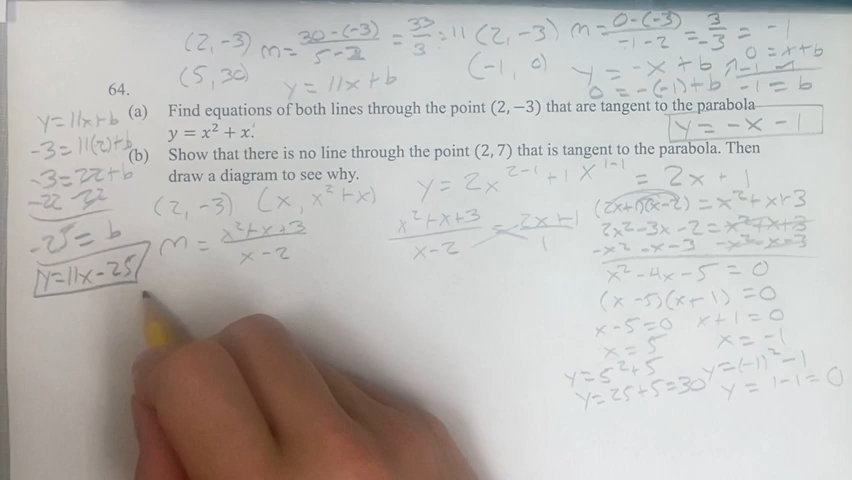 (2, -3) m = 30-(-3)/5-2 = 33/3 = 11
(5, 30) y = 11x + b
(2, -3) m = 0-(-3)/-1-2 = 3/-3 = -1
(-1, 0) y = -x + b
0 = -(-1) + b
0 = x + b
-1 -1
-1 = b
y = -x - 1
64.
(a) Find equations of both lines through the point (2, −3) that are tangent to the parabola
y = x² + x.
(b) Show that there is no line through the point (2, 7) that is tangent to the parabola. Then
draw a diagram to see why.
y = 11x + b
-3 = 11(2) + b
-3 = 22 + b
-22 -22
-25 = b
y = 11x - 25
(2, -3) (x, x² + x)
m = x² + x + 3/x - 2
y = 2x²⁻¹ + 1x¹⁻¹ = 2x + 1
x² + x + 3/x - 2 = 2x + 1/1
(2x+1)(x-2) = x² + x + 3
2x² - 3x - 2 = x² + x + 3
-x² - x - 3 -x² - x - 3
x² - 4x - 5 = 0
(x - 5)(x + 1) = 0
x - 5 = 0 x + 1 = 0
x = 5 x = -1
y = 5² + 5 y = (-1)² - 1
y = 25 + 5 = 30 y = 1 - 1 = 0